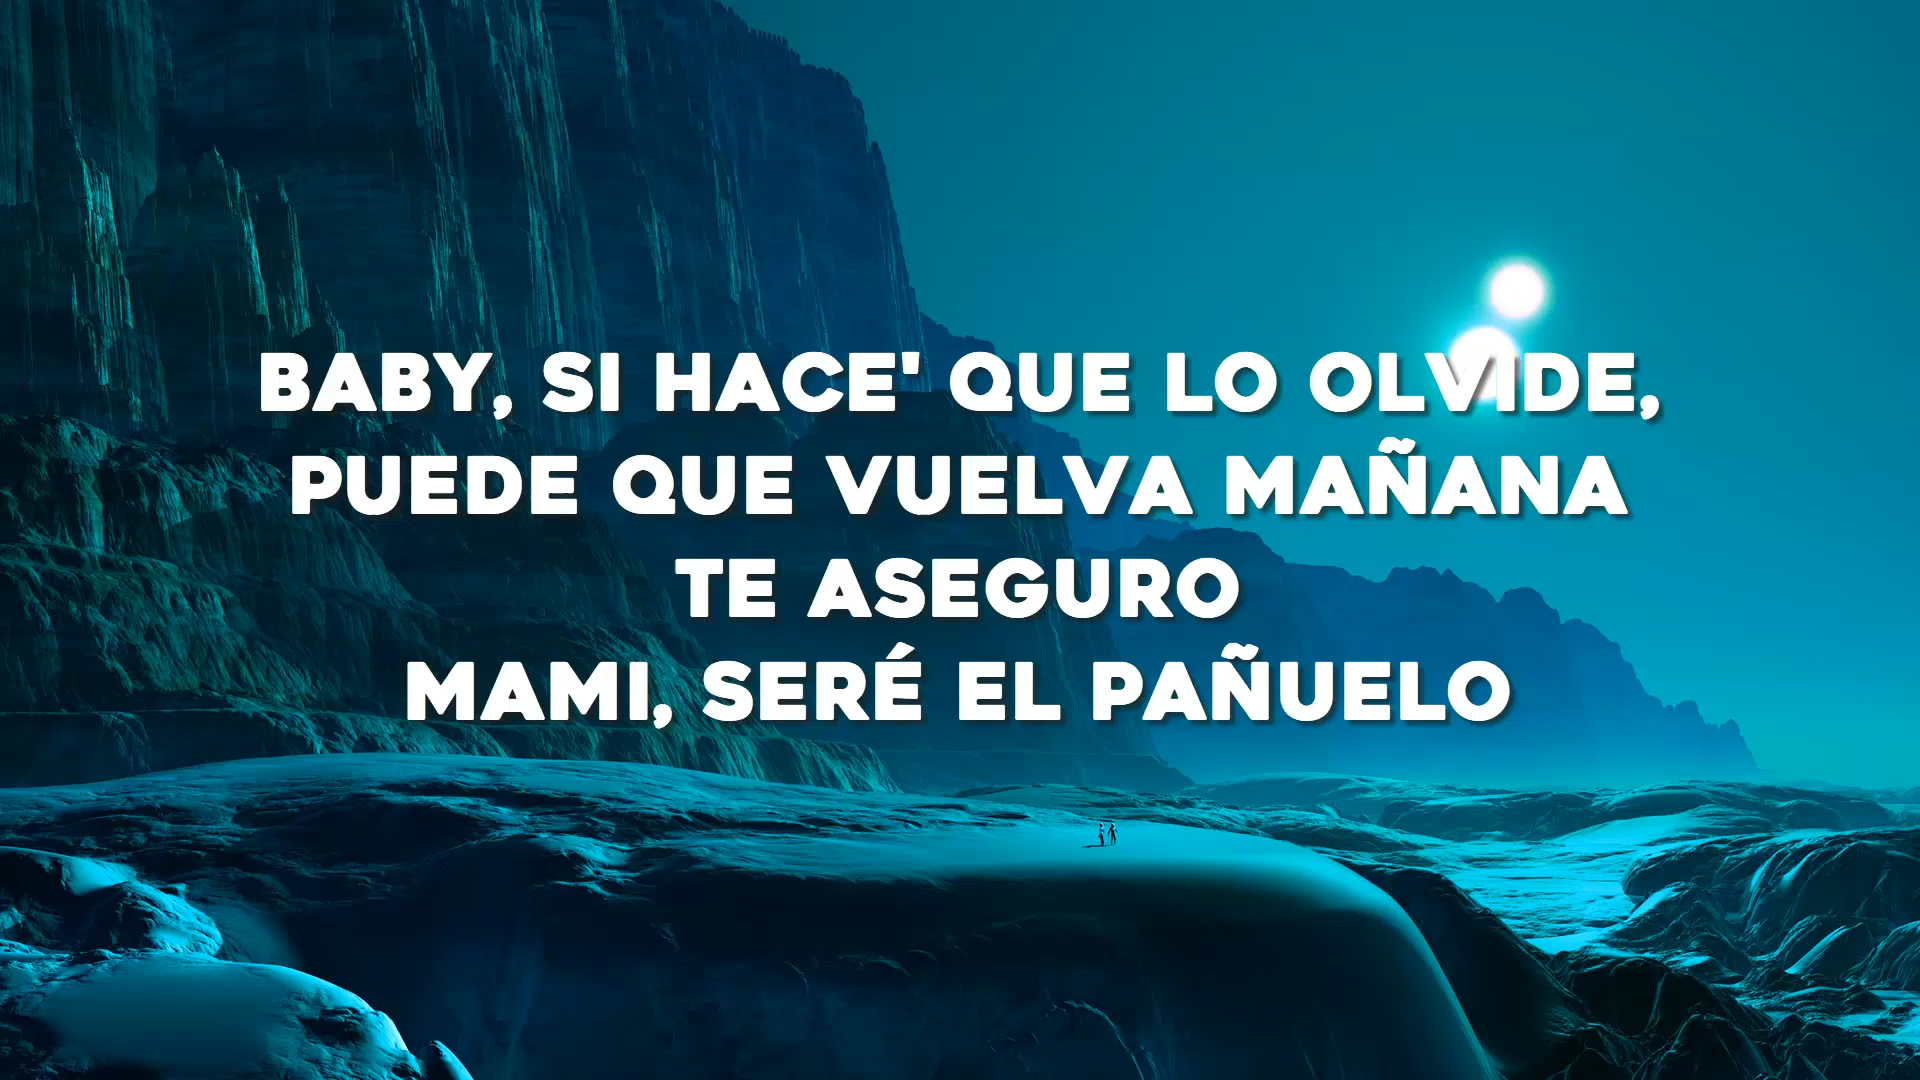 BABY, SI HACE' QUE LO OLVIDE,
PUEDE QUE VUELVA MAÑANA
TE ASEGURO
MAMI, SERÉ EL PAÑUELO